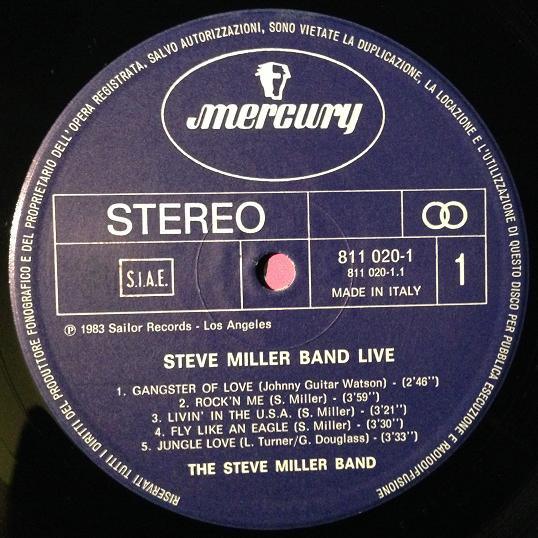 RISERVATI TUTTI I DIRITTI DEL PRODUTTORE FONOGRAFICO E DEL PROPRIETARIO DELL'OPERA REGISTRATA. SALVO AUTORIZZAZIONI, SONO VIETATE LA DUPLICAZIONE, LA LOCAZIONE E L'UTILIZZAZIONE DI QUESTO DISCO PER PUBBLICA ESECUZIONE E RADIODIFFUSIONE
mercury
STEREO
S.I.A.E.
811 020-1
811 020-1.1
MADE IN ITALY
1
℗ 1983 Sailor Records - Los Angeles
STEVE MILLER BAND LIVE
1. GANGSTER OF LOVE (Johnny Guitar Watson) - (2'46'')
2. ROCK'N ME (S. Miller) - (3'59'')
3. LIVIN' IN THE U.S.A. (S. Miller) - (3'21'')
4. FLY LIKE AN EAGLE (S. Miller) - (3'30'')
5. JUNGLE LOVE (L. Turner/G. Douglass) - (3'33'')
THE STEVE MILLER BAND